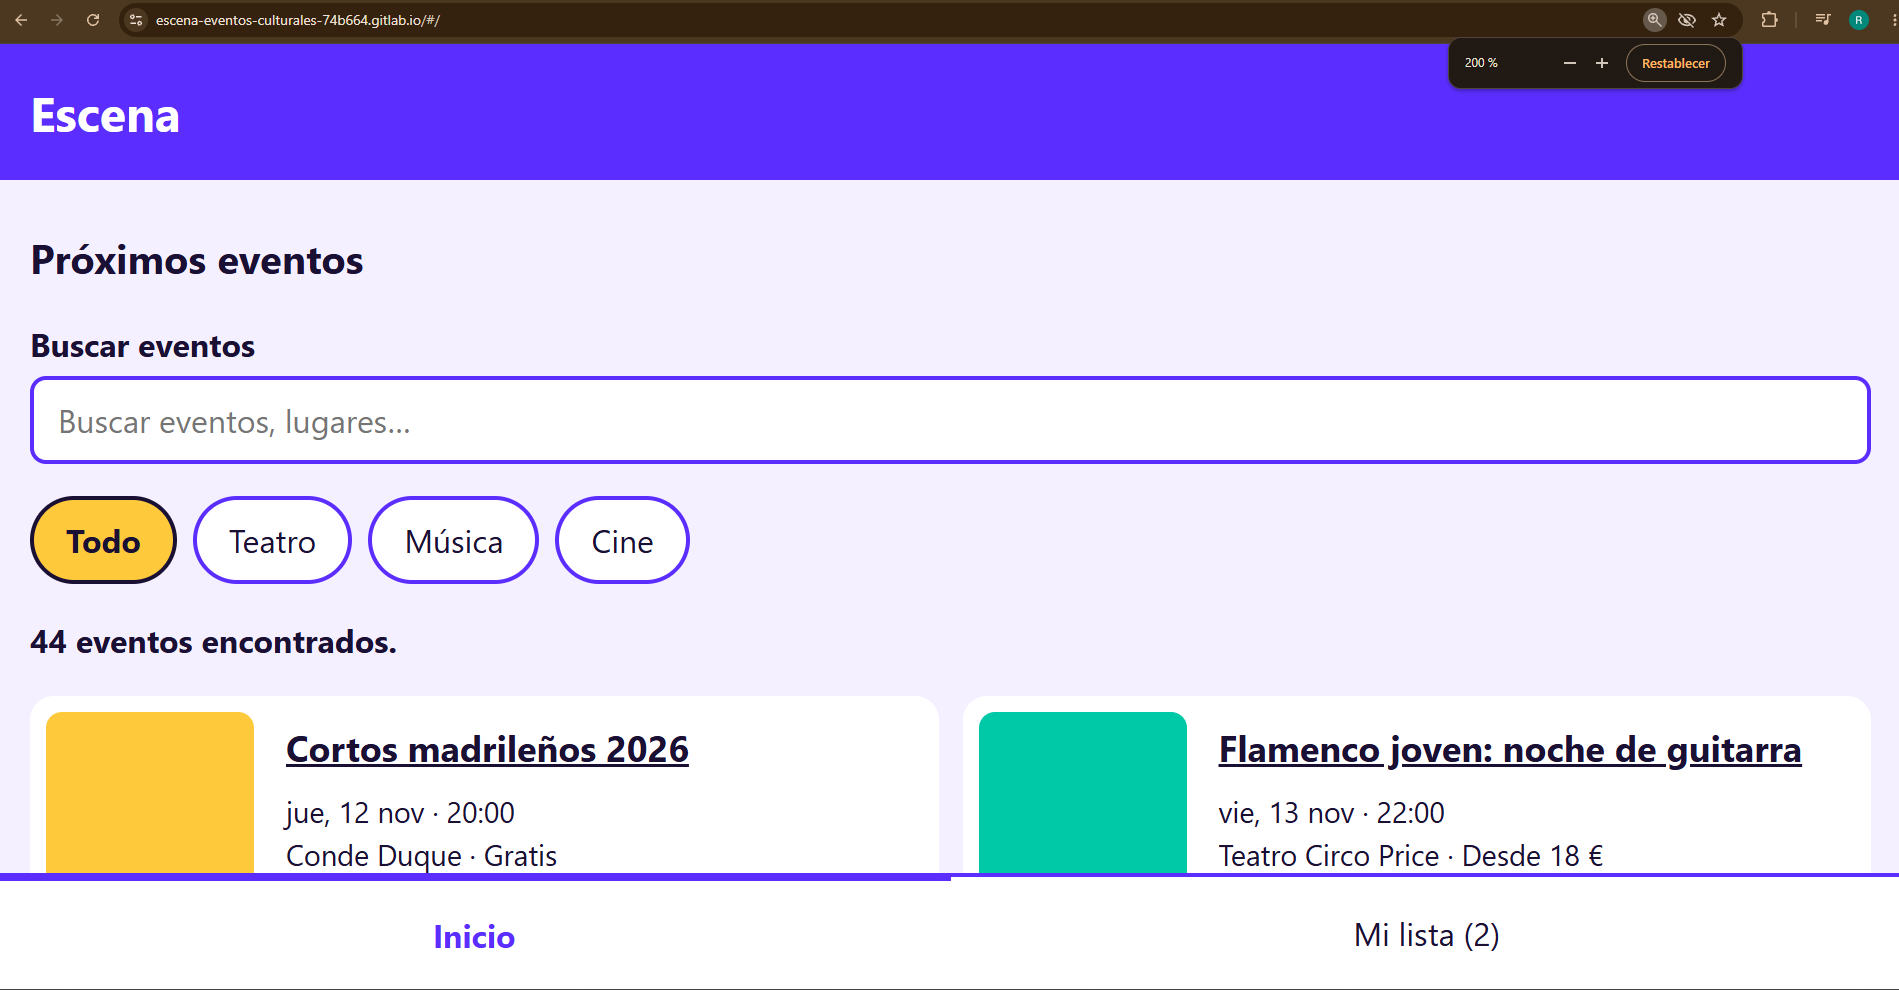 escena-eventos-culturales-74b664.gitlab.io/#/
R
200 %
Restablecer
Escena
Próximos eventos
Buscar eventos
Buscar eventos, lugares...
Todo
Teatro
Música
Cine
44 eventos encontrados.
Cortos madrileños 2026
jue, 12 nov · 20:00
Conde Duque · Gratis
Flamenco joven: noche de guitarra
vie, 13 nov · 22:00
Teatro Circo Price · Desde 18 €
Inicio
Mi lista (2)